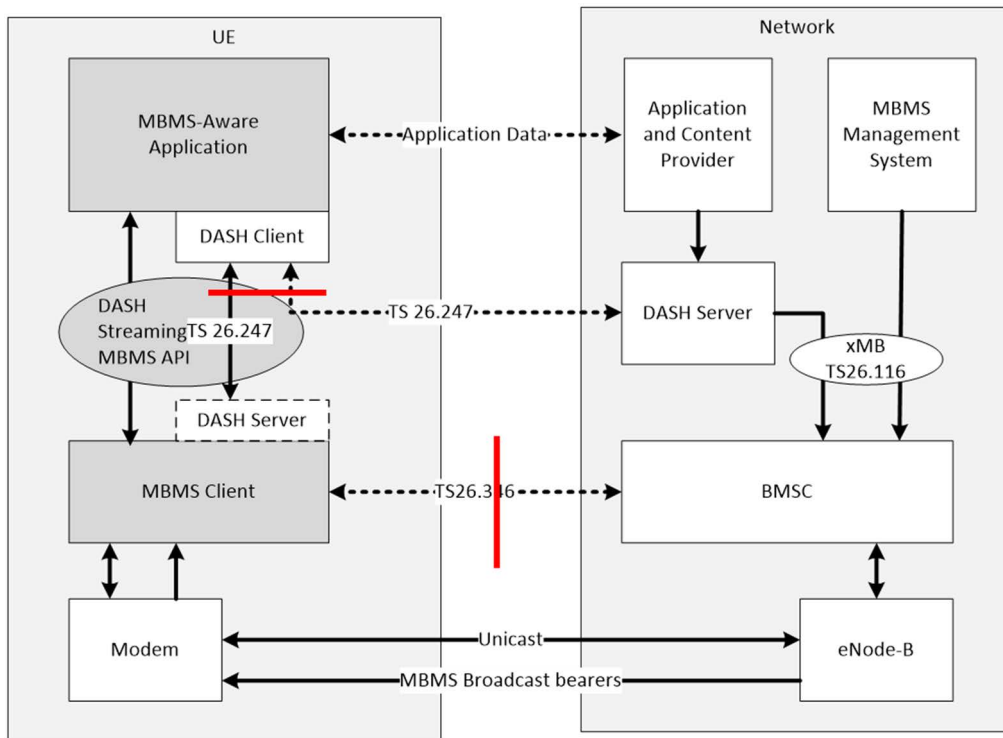 UE
Network
MBMS-Aware
Application
Application Data
Application
and Content
Provider
MBMS
Management
System
DASH Client
DASH
Streaming
MBMS API
TS 26.247
TS 26.247
DASH Server
xMB
TS26.116
DASH Server
MBMS Client
TS26.346
BMSC
Modem
Unicast
MBMS Broadcast bearers
eNode-B